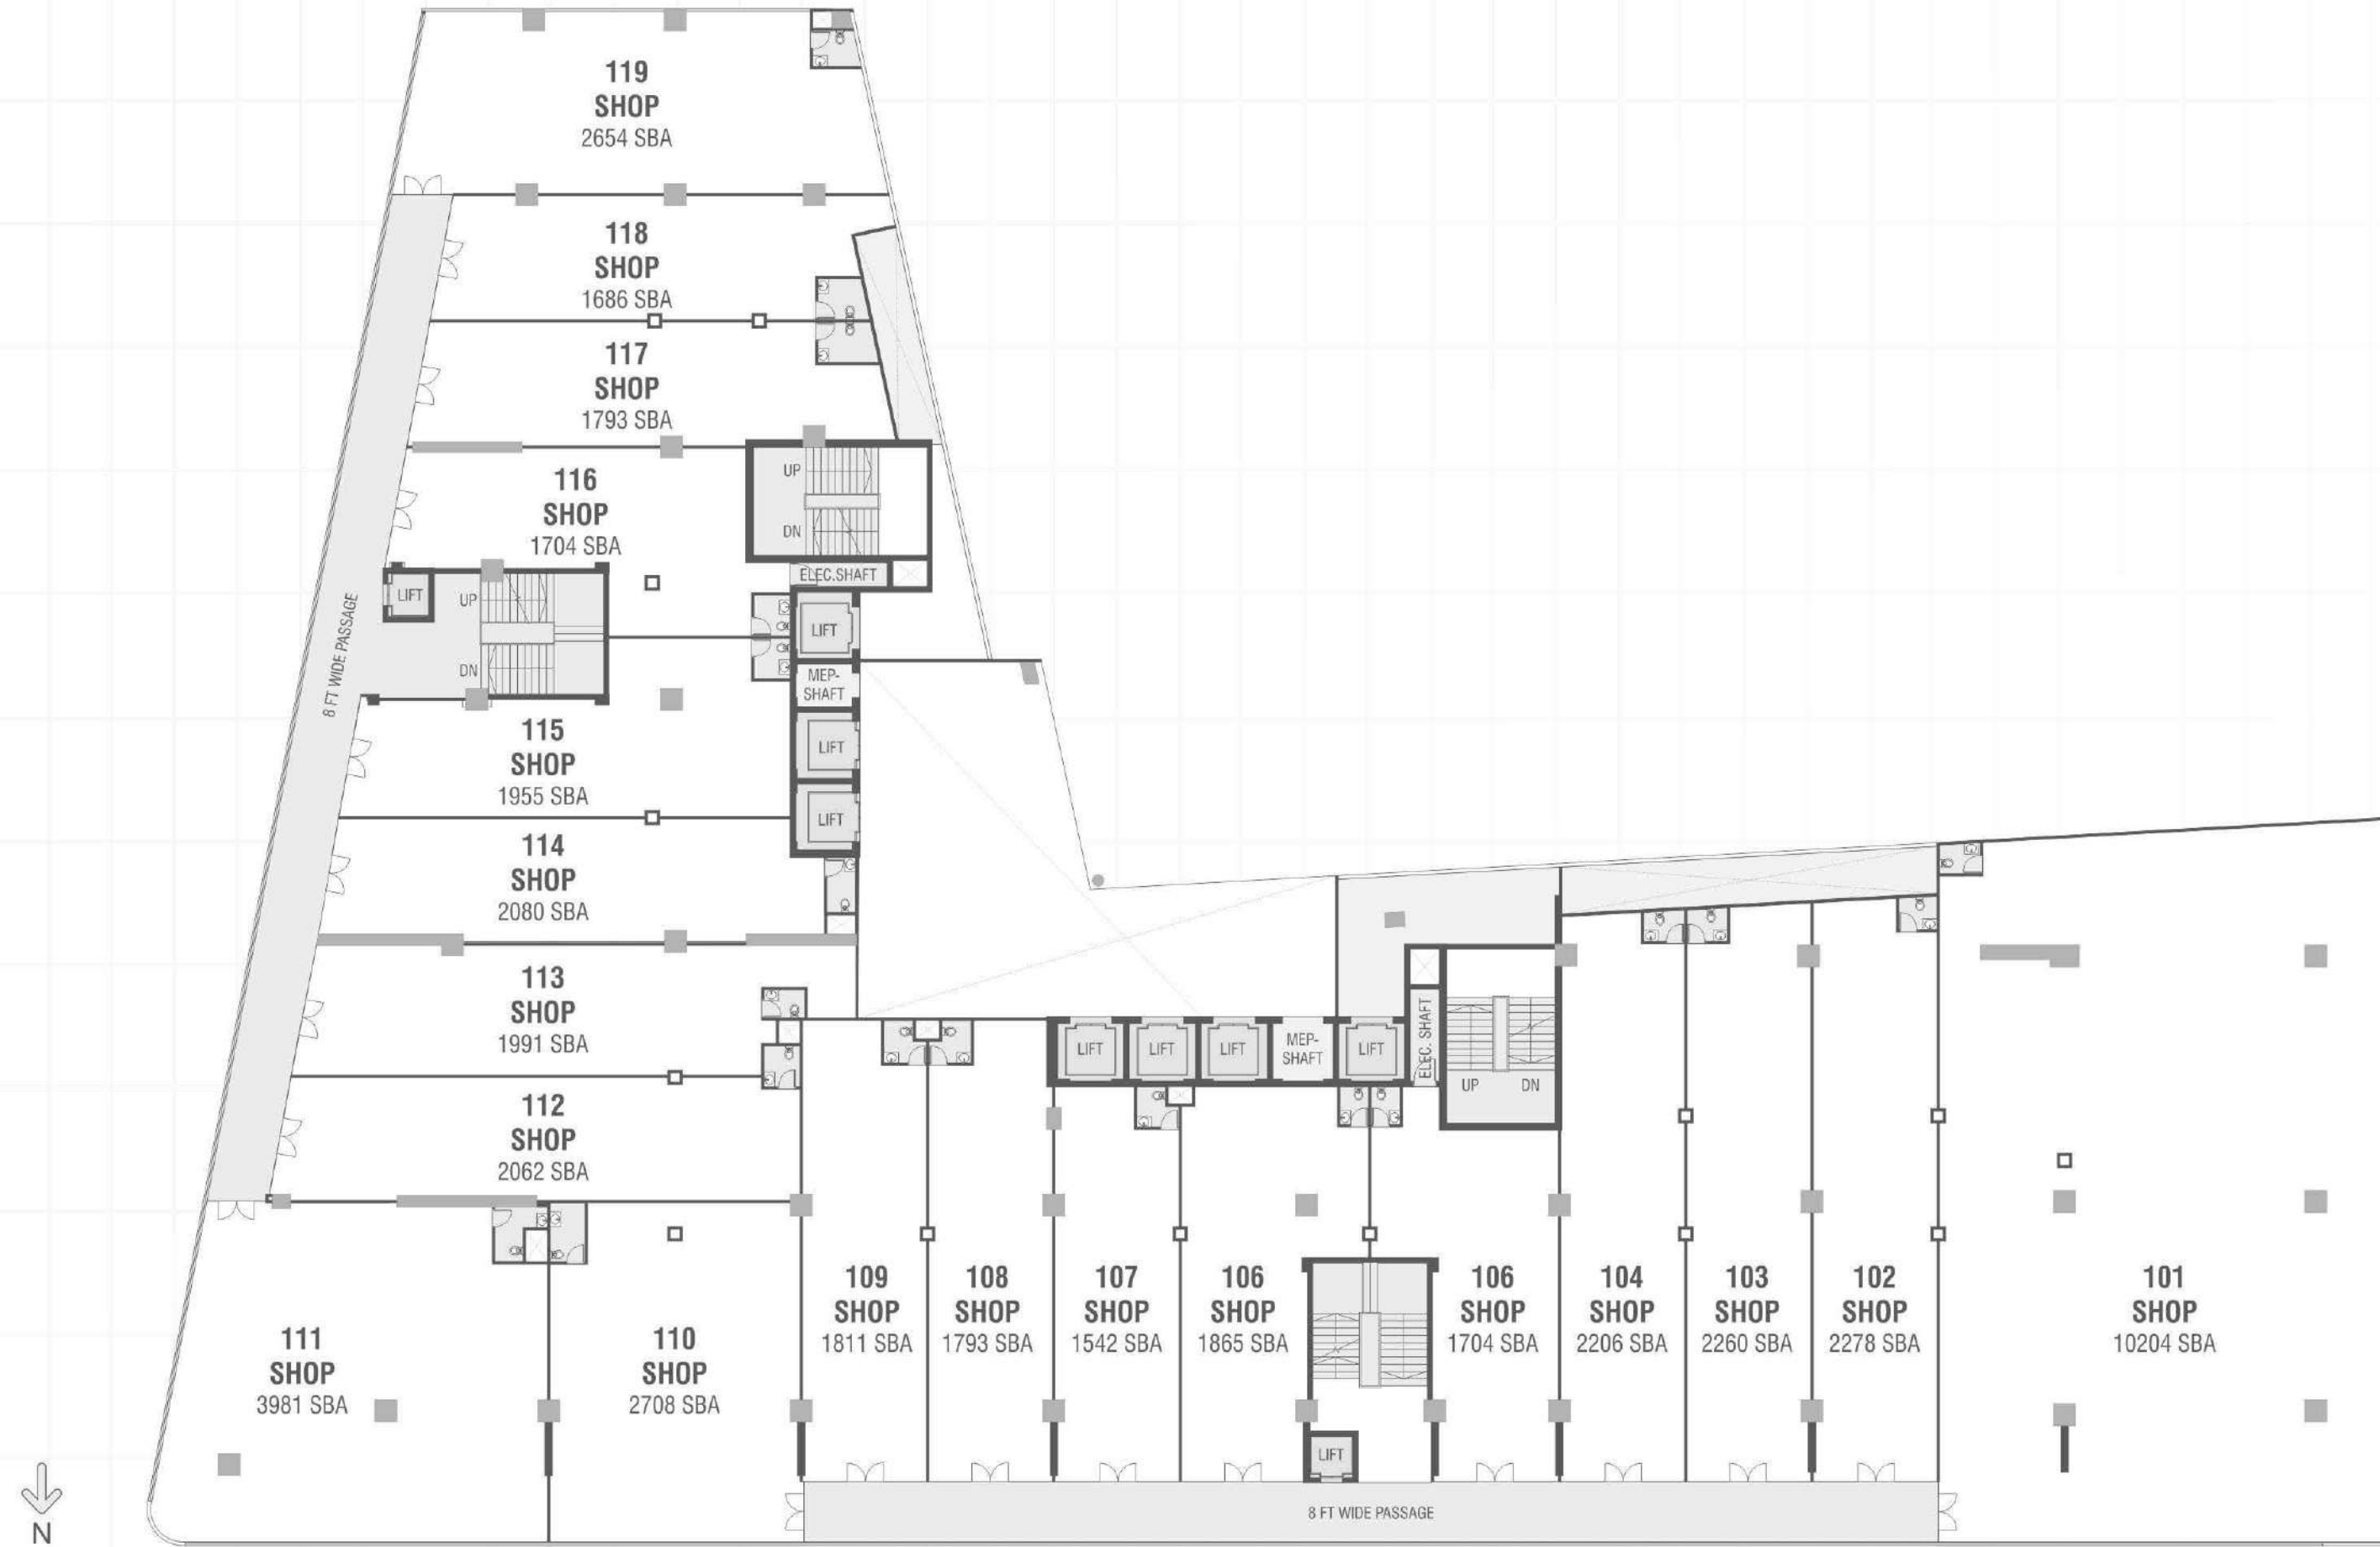 119
SHOP
2654 SBA
118
SHOP
1686 SBA
117
SHOP
1793 SBA
116
SHOP
1704 SBA
UP
DN
ELEC.SHAFT
LIFT
UP
DN
LIFT
MEP-
SHAFT
LIFT
LIFT
8 FT WIDE PASSAGE
115
SHOP
1955 SBA
114
SHOP
2080 SBA
113
SHOP
1991 SBA
112
SHOP
2062 SBA
LIFT
LIFT
LIFT
MEP-
SHAFT
LIFT
ELEC. SHAFT
UP
DN
111
SHOP
3981 SBA
110
SHOP
2708 SBA
109
SHOP
1811 SBA
108
SHOP
1793 SBA
107
SHOP
1542 SBA
106
SHOP
1865 SBA
106
SHOP
1704 SBA
104
SHOP
2206 SBA
103
SHOP
2260 SBA
102
SHOP
2278 SBA
101
SHOP
10204 SBA
LIFT
8 FT WIDE PASSAGE
N